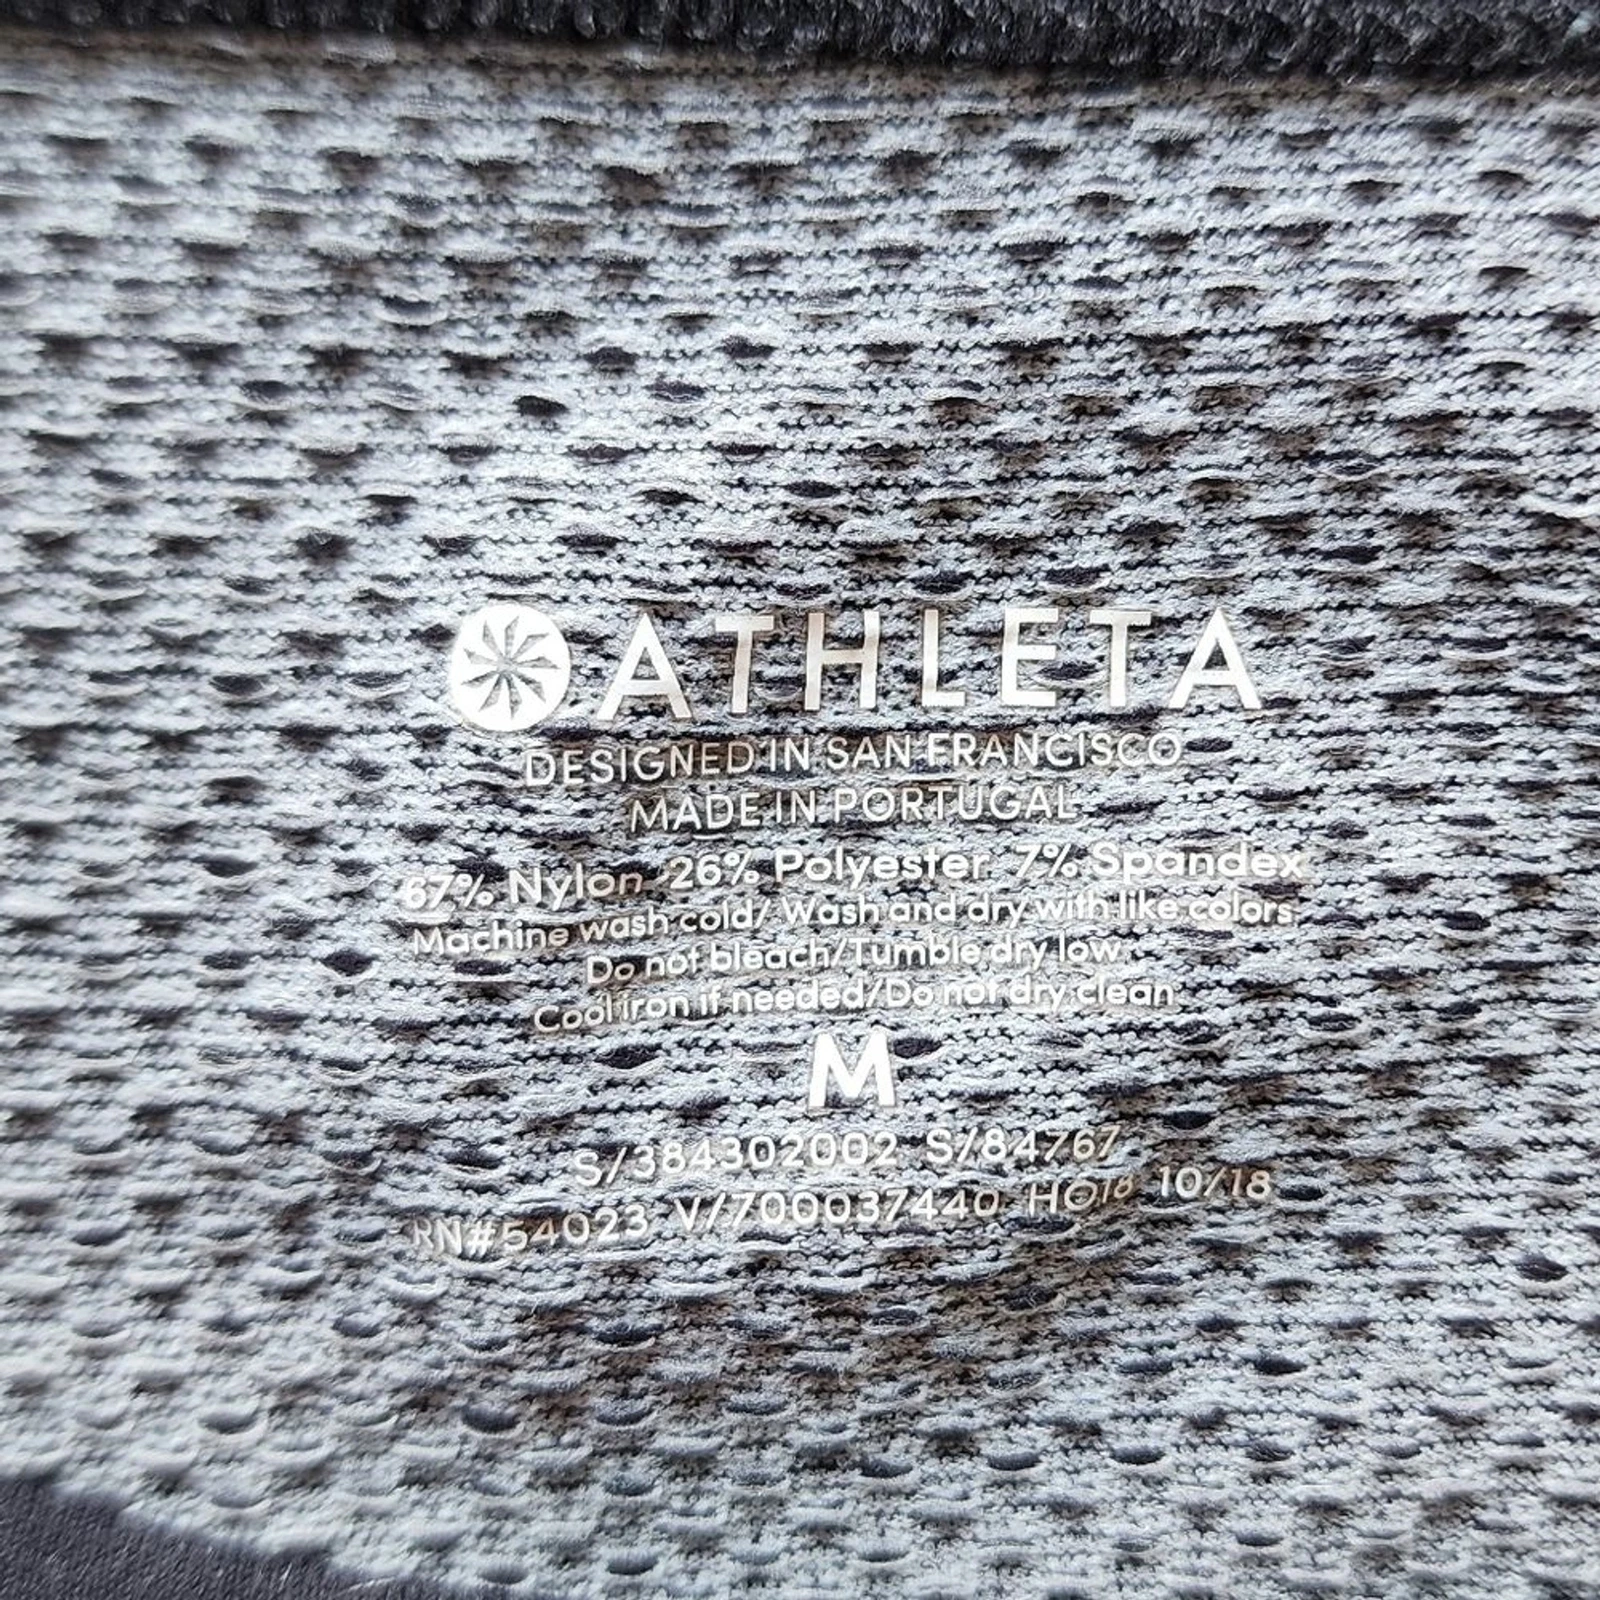 ATHLETA
DESIGNED IN SAN FRANCISCO
MADE IN PORTUGAL
67% Nylon 26% Polyester 7% Spandex
Machine wash cold/ Wash and dry with like colors
Do not bleach/Tumble dry low
Cool iron if needed/Do not dry clean
M
S/384302002 S/84767
RN#54023 V/700037440 HO18 10/18